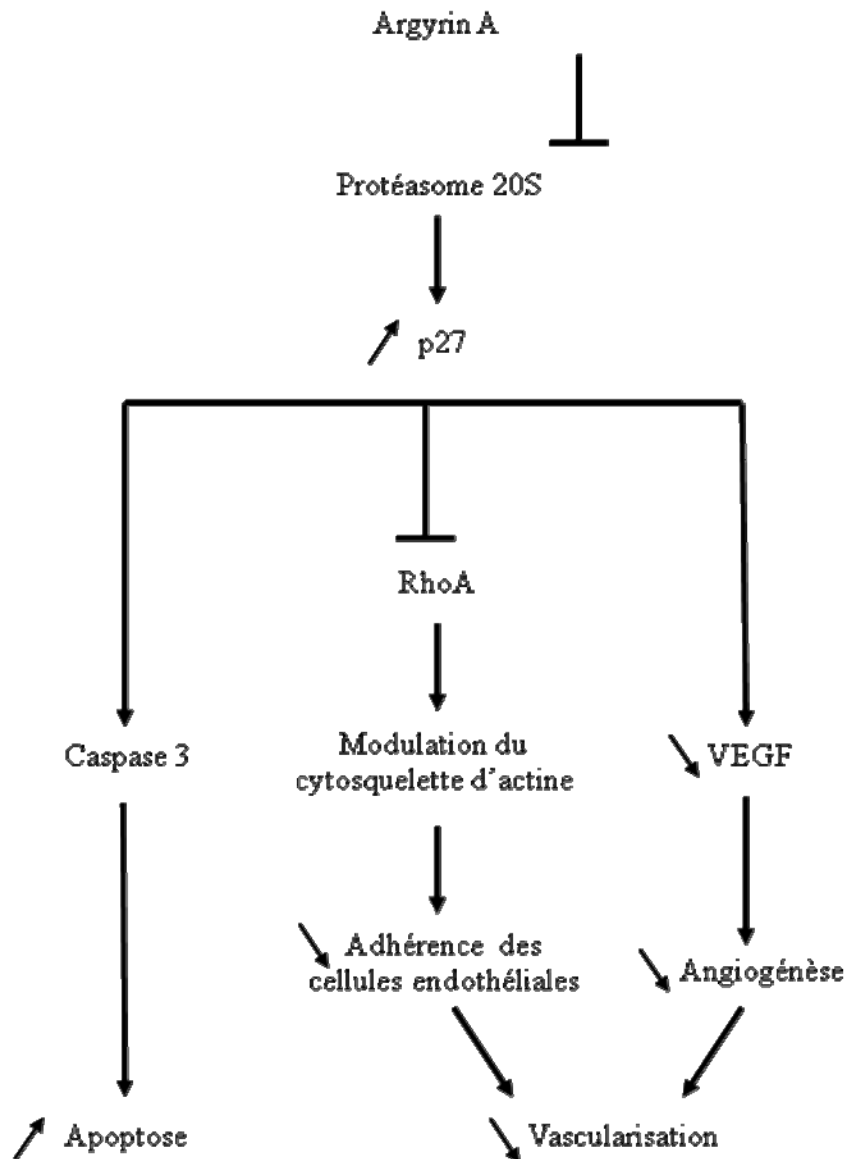 Argyrin A
Protéasome 20S
p27
RhoA
Caspase 3
Modulation du
cytosquelette d'actine
VEGF
Adhérence des
cellules endothéliales
Angiogénèse
Apoptose
Vascularisation